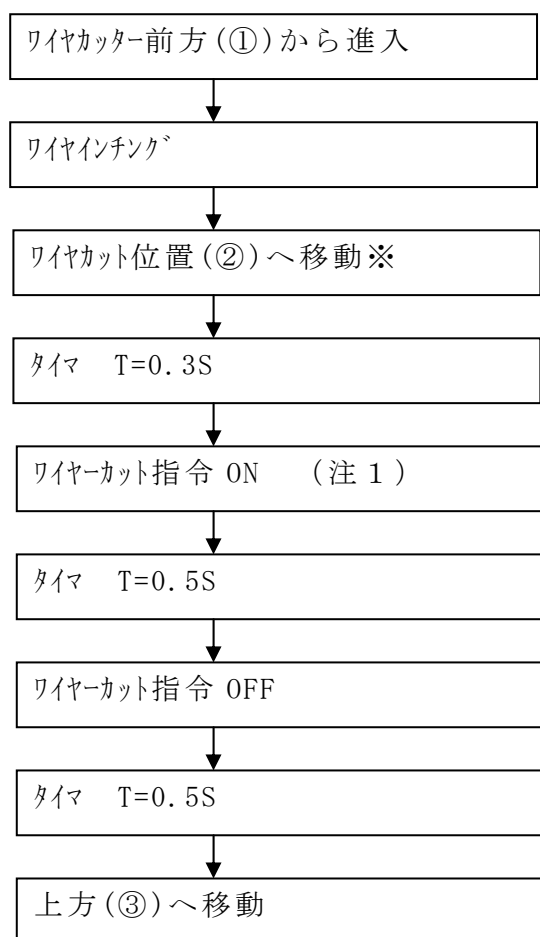 ﾜｲﾔｶｯﾀｰ前方(①)から進入
ﾜｲﾔｲﾝﾁﾝｸﾞ
ﾜｲﾔｶｯﾄ位置(②)へ移動※
ﾀｲﾏ T=0.3S
ﾜｲﾔｰｶｯﾄ指令 ON （注１）
ﾀｲﾏ T=0.5S
ﾜｲﾔｰｶｯﾄ指令 OFF
ﾀｲﾏ T=0.5S
上方(③)へ移動